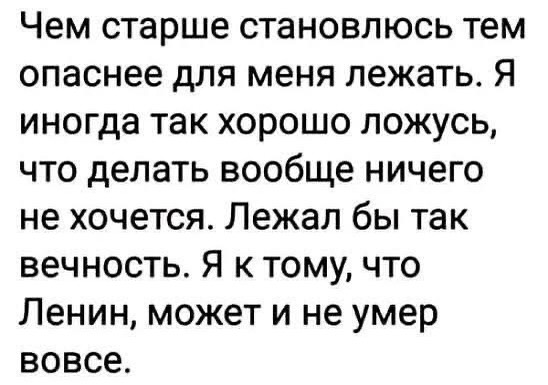 Чем старше становлюсь тем
опаснее для меня лежать. Я
иногда так хорошо ложусь,
что делать вообще ничего
не хочется. Лежал бы так
вечность. Я к тому, что
Ленин, может и не умер
вовсе.